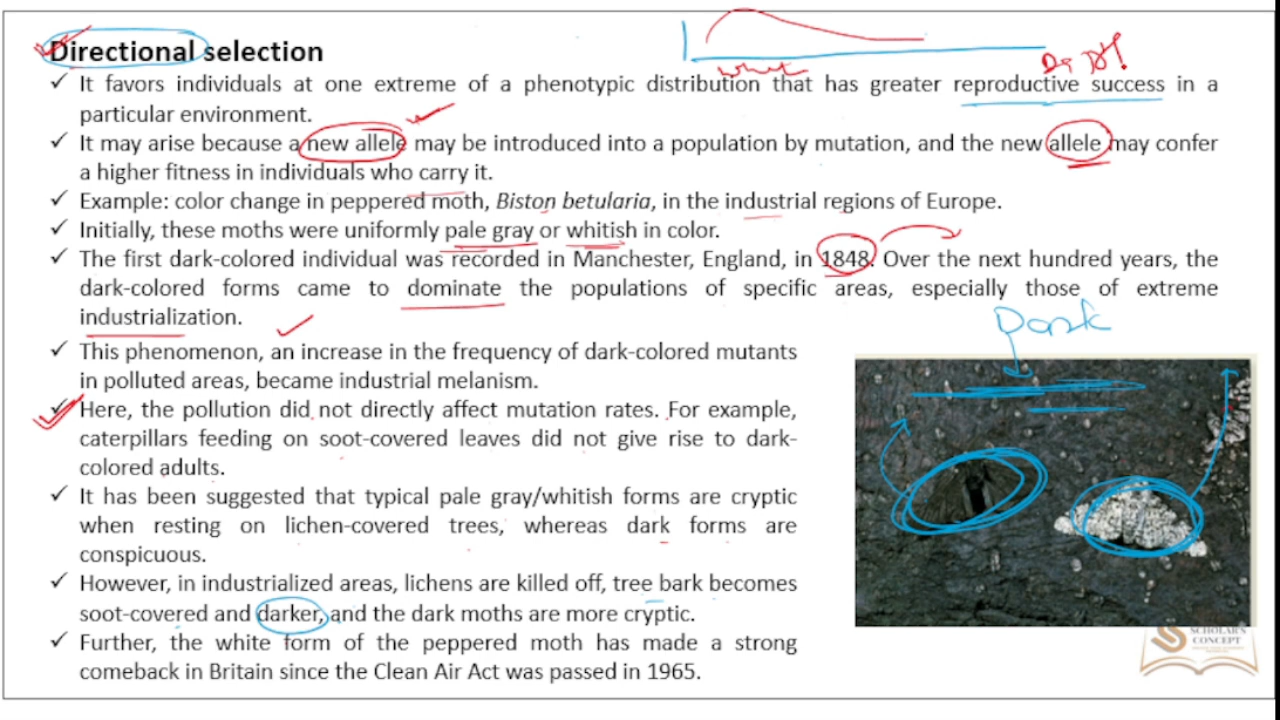 Directional selection
✓ It favors individuals at one extreme of a phenotypic distribution that has greater reproductive success in a
particular environment.
✓ It may arise because a new allele may be introduced into a population by mutation, and the new allele may confer
a higher fitness in individuals who carry it.
✓ Example: color change in peppered moth, Biston betularia, in the industrial regions of Europe.
✓ Initially, these moths were uniformly pale gray or whitish in color.
✓ The first dark-colored individual was recorded in Manchester, England, in 1848. Over the next hundred years, the
dark-colored forms came to dominate the populations of specific areas, especially those of extreme
industrialization.
Dark
✓ This phenomenon, an increase in the frequency of dark-colored mutants
in polluted areas, became industrial melanism.
✓ Here, the pollution did not directly affect mutation rates. For example,
caterpillars feeding on soot-covered leaves did not give rise to dark-
colored adults.
✓ It has been suggested that typical pale gray/whitish forms are cryptic
when resting on lichen-covered trees, whereas dark forms are
conspicuous.
✓ However, in industrialized areas, lichens are killed off, tree bark becomes
soot-covered and darker, and the dark moths are more cryptic.
✓ Further, the white form of the peppered moth has made a strong
comeback in Britain since the Clean Air Act was passed in 1965.
SCHOLAR'S
CONCEPT